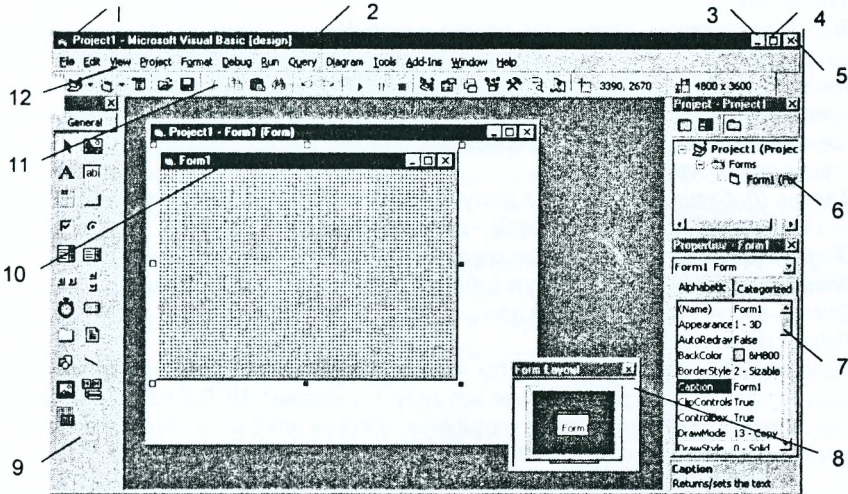 1
2
3
4
Project1 - Microsoft Visual Basic [design]
5
File Edit View Project Format Debug Run Query Diagram Tools Add-Ins Window Help
12
3390, 2670
4800 x 3600
General
11
Project1 - Form1 (Form)
Form1
Project - Project1
Project1 (Projec
Forms
Form1 (For
6
A
ab
10
Properties - Form1
Form1 Form
Alphabetic Categorized
(Name) Form1
Appearance 1 - 3D
AutoRedraw False
BackColor &H800
BorderStyle 2 - Sizable
7
Caption Form1
ClipControls True
ControlBox True
DrawMode 13 - Copy
DrawStyle 0 - Solid
Form Layout
Form
8
9
Caption
Returns/sets the text